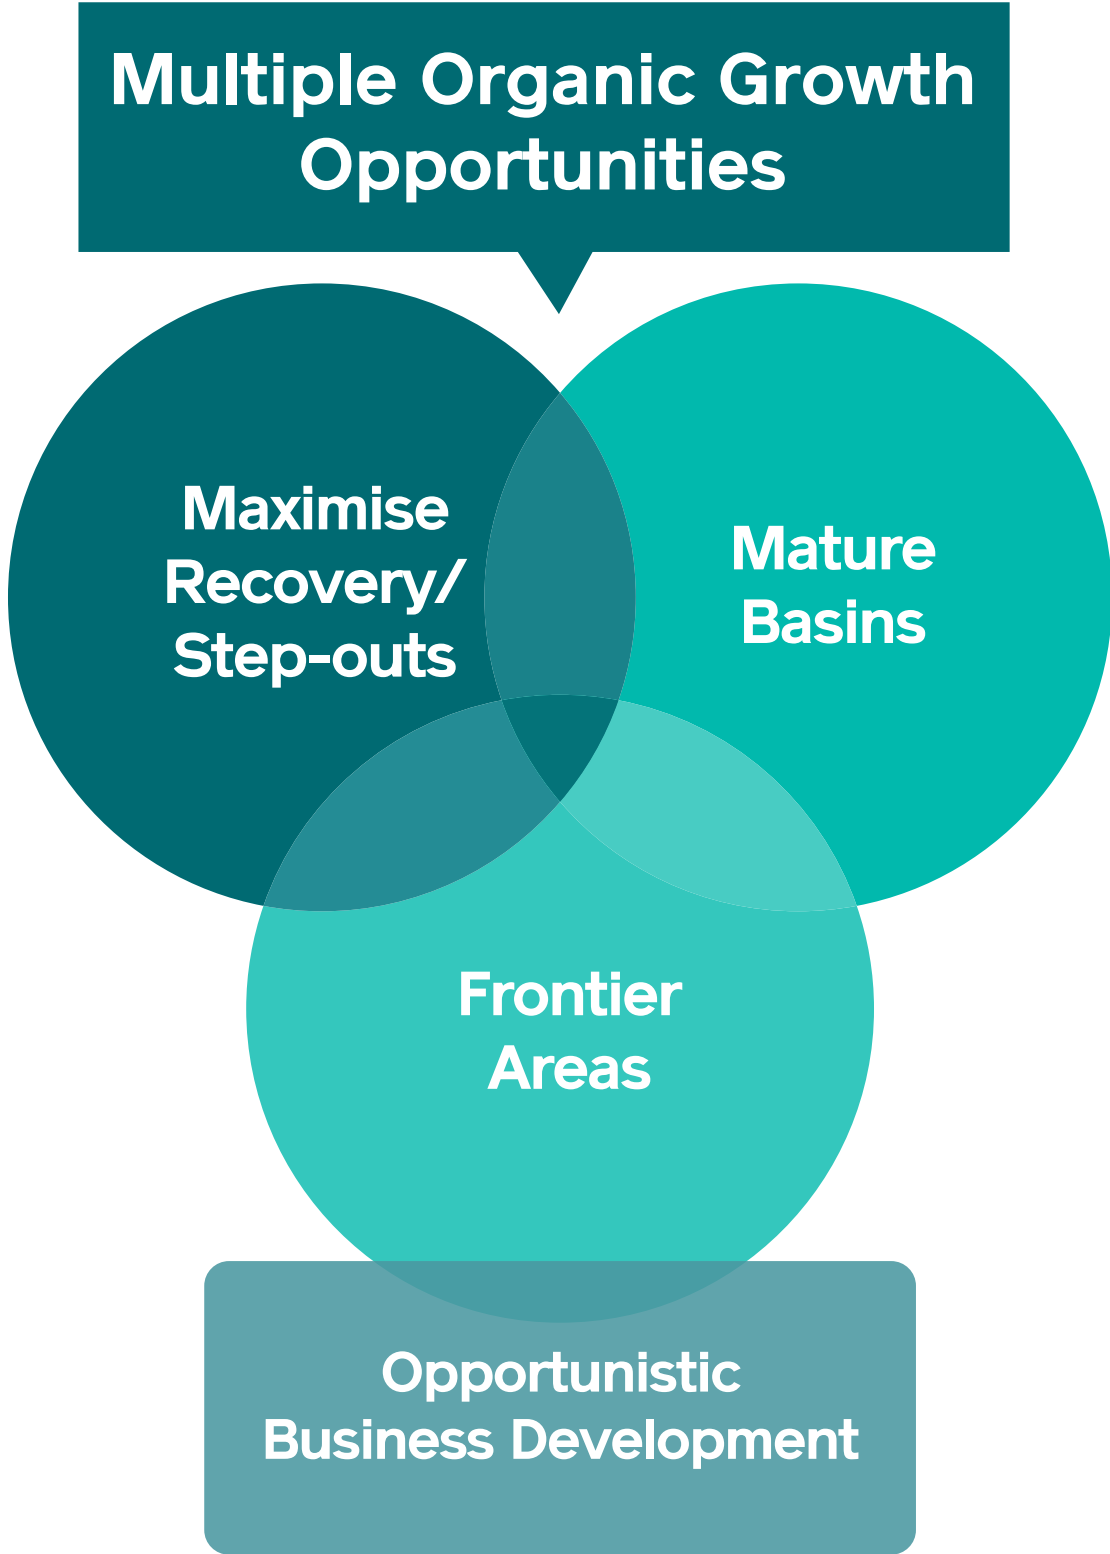 Multiple Organic Growth
Opportunities
Maximise
Recovery/
Step-outs
Mature
Basins
Frontier
Areas
Opportunistic
Business Development